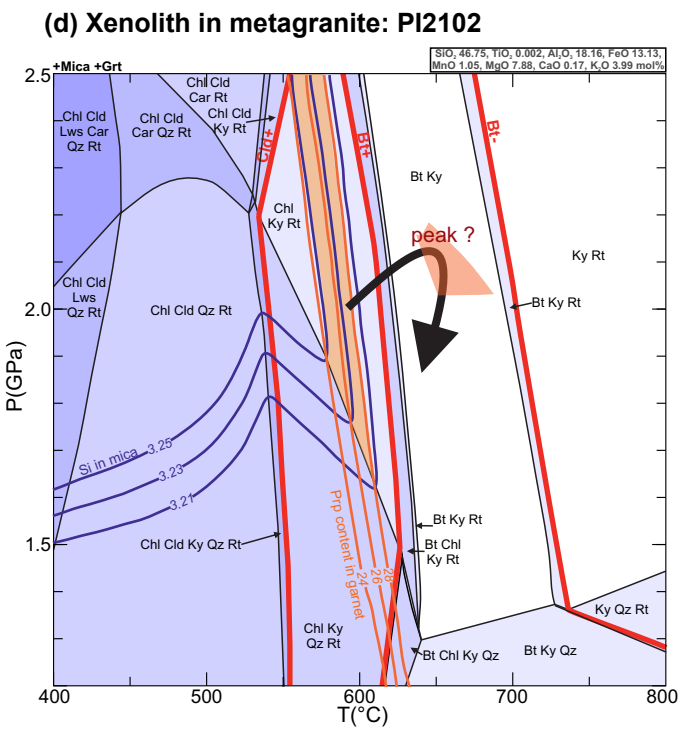 (d) Xenolith in metagranite: PI2102
+Mica +Grt
SiO₂ 46.75, TiO₂ 0.002, Al₂O₃ 18.16, FeO 13.13,
MnO 1.05, MgO 7.88, CaO 0.17, K₂O 3.99 mol%
2.5
2.0
1.5
P(GPa)
400
500
600
700
800
T(°C)
Chl Cld
Lws Car
Qz Rt
Chl Cld
Car Qz Rt
Chl Cld
Car Rt
Chl Cld
Ky Rt
Cld+
Bt+
Bt-
Chl
Ky Rt
Bt Ky
peak ?
Ky Rt
Bt Ky Rt
Chl Cld
Lws
Qz Rt
Chl Cld Qz Rt
Si in mica
3.25
3.23
3.21
Chl Cld Ky Qz Rt
Prp content in garnet
24
26
28
Bt Ky Rt
Bt Chl
Ky Rt
Chl Ky
Qz Rt
Bt Chl Ky Qz
Bt Ky Qz
Ky Qz Rt